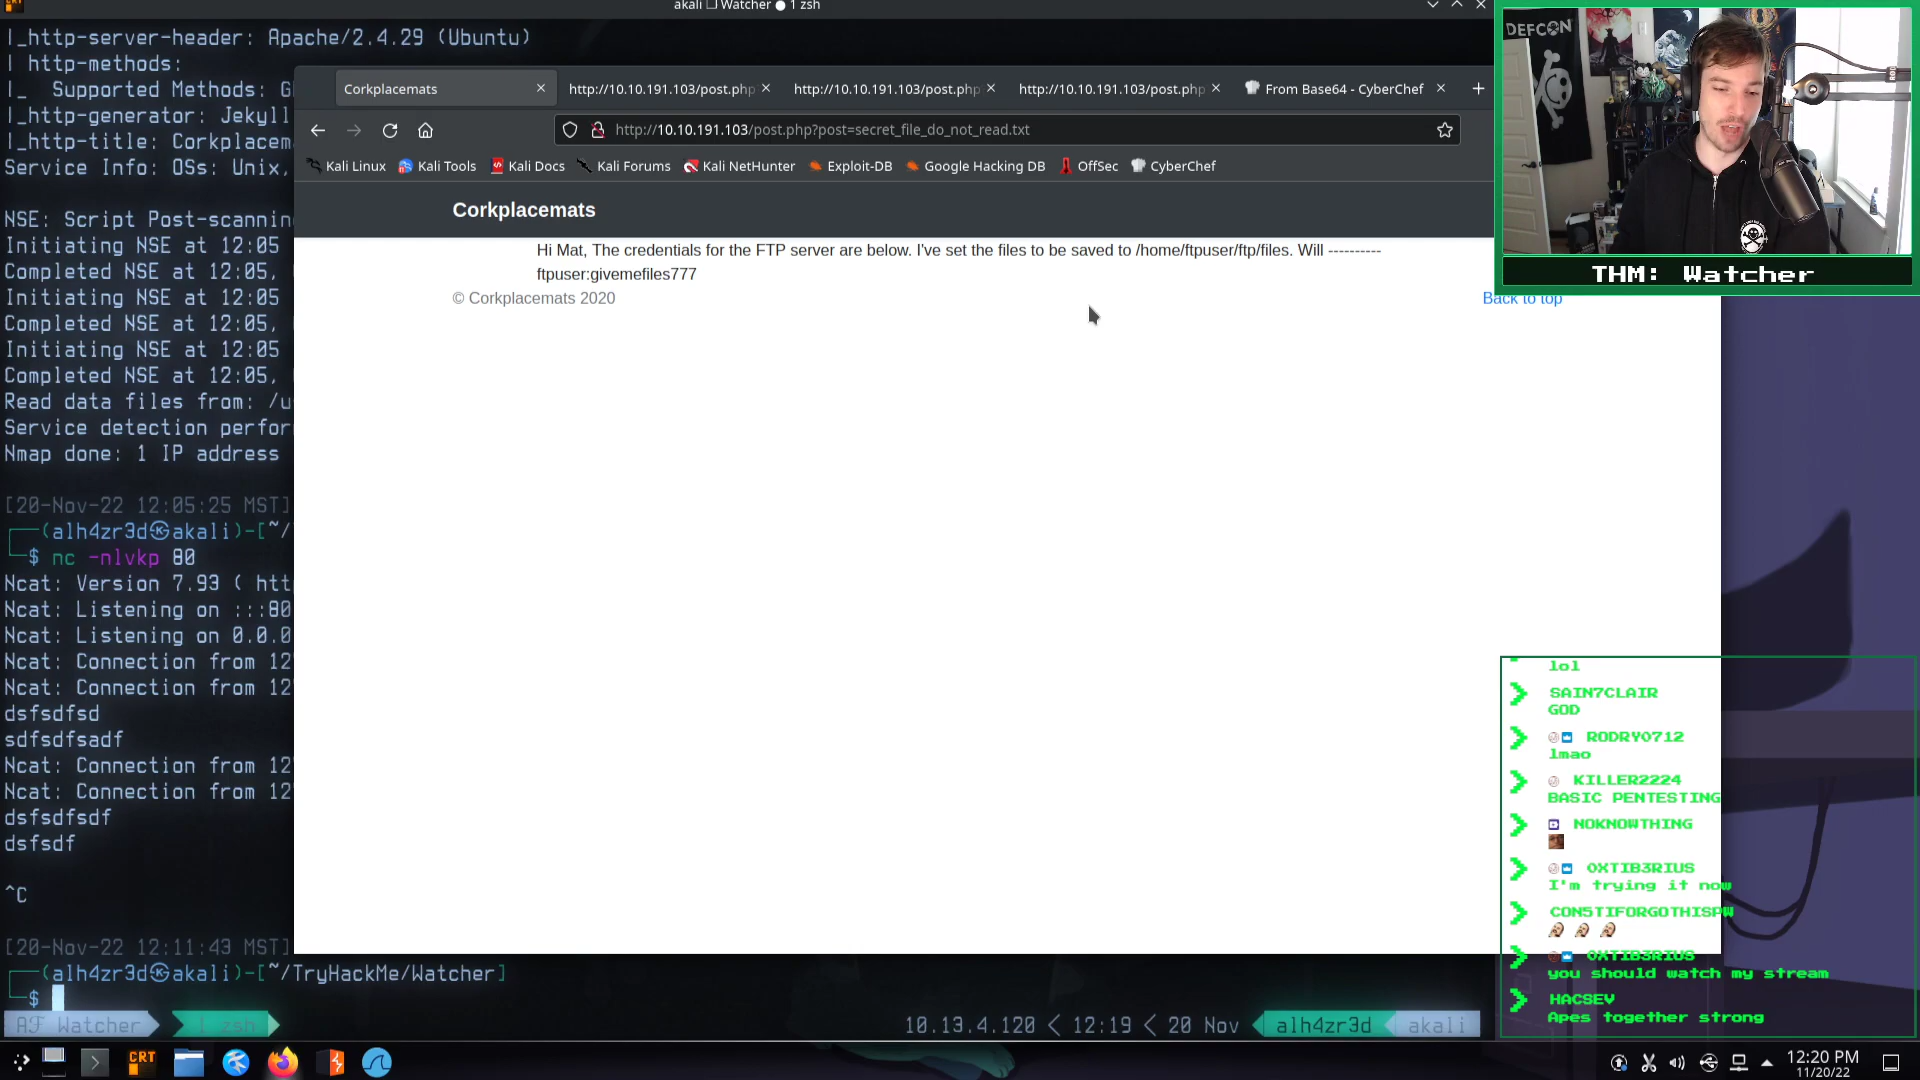 akali ❐ Watcher ● 1 zsh
|_http-server-header: Apache/2.4.29 (Ubuntu)
| http-methods:
|_  Supported Methods: G
|_http-generator: Jekyll
|_http-title: Corkplacem
Service Info: OSs: Unix,
NSE: Script Post-scannin
Initiating NSE at 12:05
Completed NSE at 12:05,
Initiating NSE at 12:05
Completed NSE at 12:05,
Initiating NSE at 12:05
Completed NSE at 12:05,
Read data files from: /u
Service detection perfor
Nmap done: 1 IP address
[20-Nov-22 12:05:25 MST]
(alh4zr3d㉿akali)-[~/
$ nc -nlvkp 80
Ncat: Version 7.93 ( htt
Ncat: Listening on :::80
Ncat: Listening on 0.0.0
Ncat: Connection from 12
Ncat: Connection from 12
dsfsdfsd
sdfsdfsadf
Ncat: Connection from 12
Ncat: Connection from 12
dsfsdfsdf
dsfsdf
^C
[20-Nov-22 12:11:43 MST]
(alh4zr3d㉿akali)-[~/TryHackMe/Watcher]
$
Watcher 1 zsh
10.13.4.120 < 12:19 < 20 Nov alh4zr3d akali
Corkplacemats
http://10.10.191.103/post.php
http://10.10.191.103/post.php
http://10.10.191.103/post.php
From Base64 - CyberChef
http://10.10.191.103/post.php?post=secret_file_do_not_read.txt
Kali Linux Kali Tools Kali Docs Kali Forums Kali NetHunter Exploit-DB Google Hacking DB OffSec CyberChef
Corkplacemats
Hi Mat, The credentials for the FTP server are below. I've set the files to be saved to /home/ftpuser/ftp/files. Will ----------
ftpuser:givemefiles777
© Corkplacemats 2020
Back to top
DEFCON
THM: Watcher
lol
SAIN7CLAIR
GOD
RODRY0712
lmao
KILLER2224
BASIC PENTESTING
NOKNOWTHING
0XTIB3RIUS
I'm trying it now
CON5TIFORGOTHISPW
0XTIB3RIUS
you should watch my stream
HACSEV
Apes together strong
CRT
12:20 PM
11/20/22